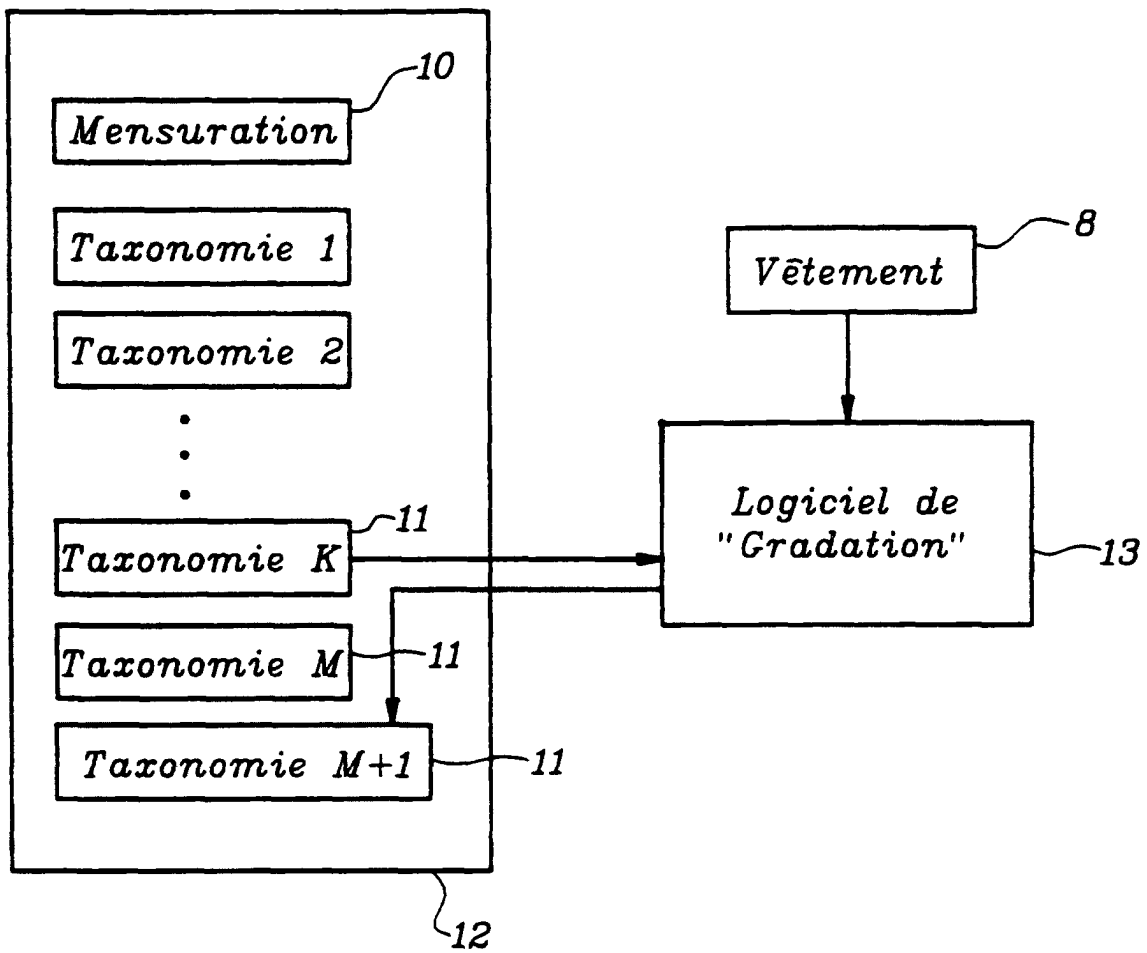 10
Mensuration
Taxonomie 1
Taxonomie 2
11
Taxonomie K
Taxonomie M
11
Taxonomie M+1
11
12
8
Vêtement
Logiciel de
"Gradation"
13